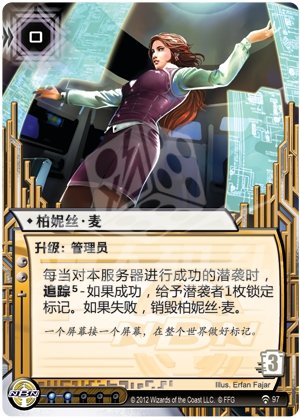 0
柏妮丝·麦
升级: 管理员
每当对本服务器进行成功的潜袭时,
追踪⁵-如果成功，给予潜袭者1枚锁定
标记。如果失败，销毁柏妮丝·麦。
一个屏幕接一个屏幕，在整个世界做好标记。
3
Illus. Erfan Fajar
NBN
© 2012 Wizards of the Coast LLC. © FFG
97